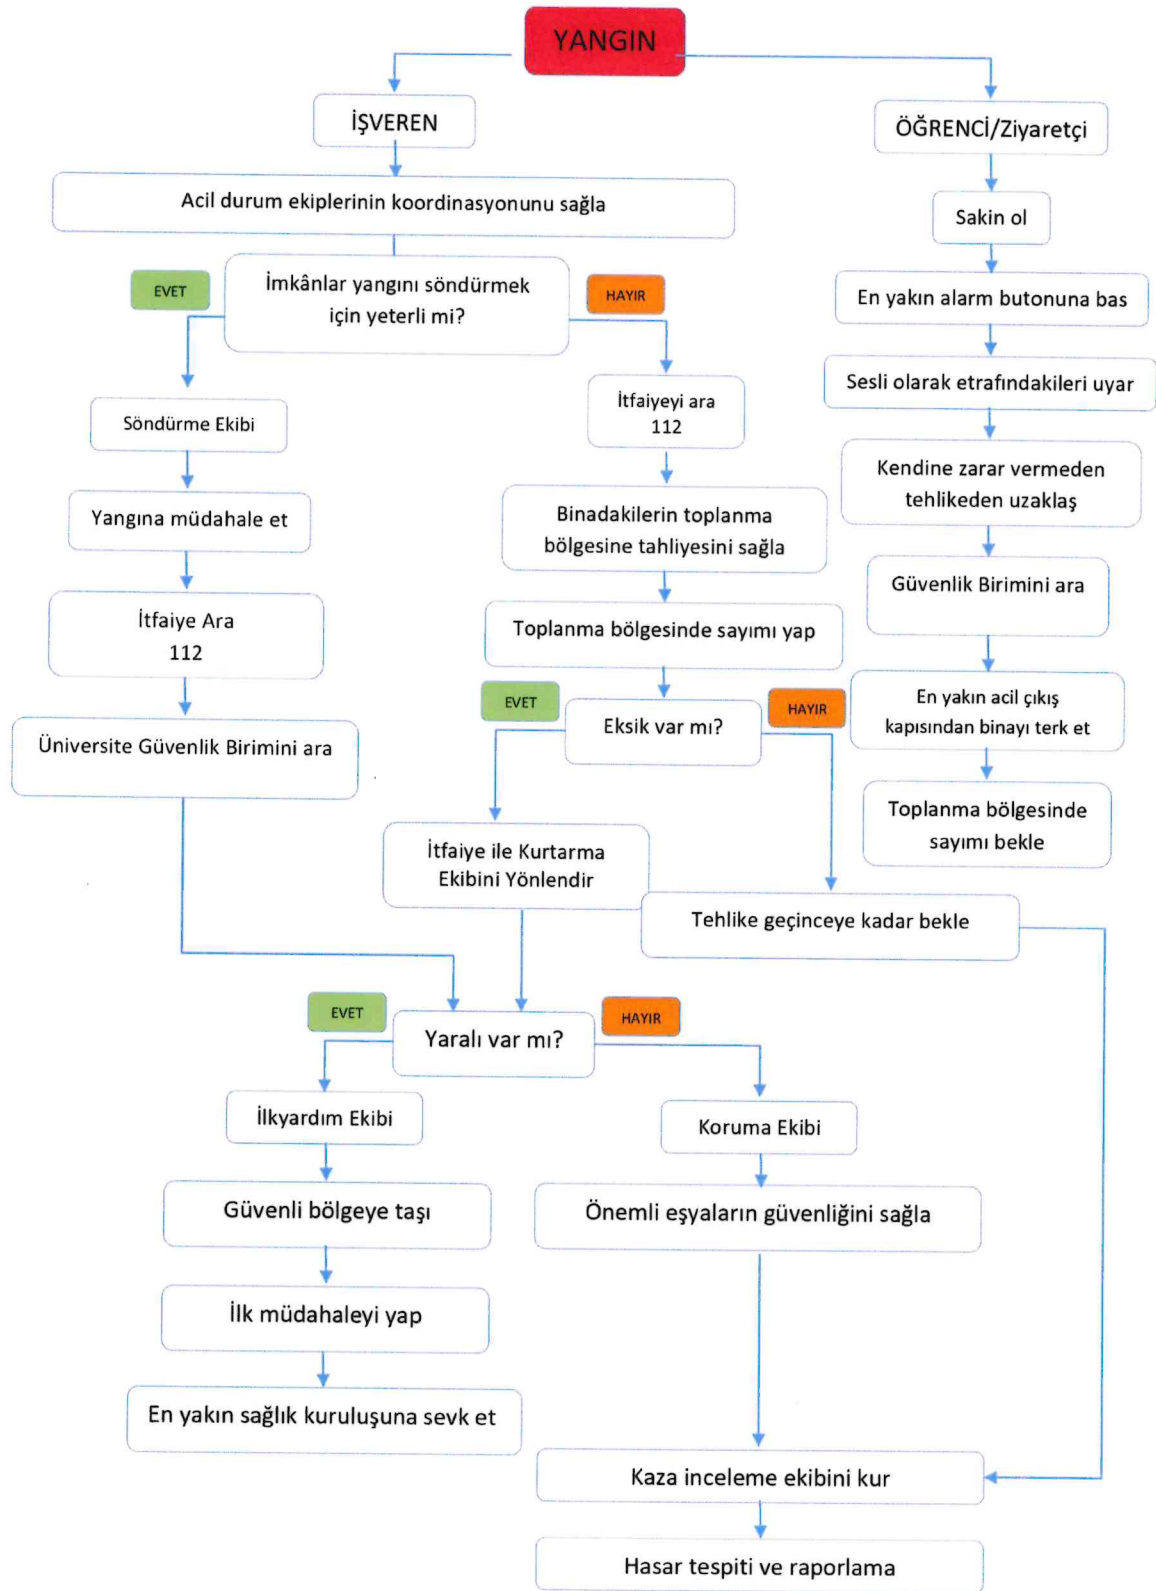 YANGIN
İŞVEREN
ÖĞRENCİ/Ziyaretçi
Acil durum ekiplerinin koordinasyonunu sağla
Sakin ol
EVET
İmkânlar yangını söndürmek
için yeterli mi?
HAYIR
En yakın alarm butonuna bas
Sesli olarak etrafındakileri uyar
Söndürme Ekibi
İtfaiyeyi ara
112
Kendine zarar vermeden
tehlikeden uzaklaş
Yangına müdahale et
Binadakilerin toplanma
bölgesine tahliyesini sağla
Güvenlik Birimini ara
İtfaiye Ara
112
Toplanma bölgesinde sayımı yap
En yakın acil çıkış
kapısından binayı terk et
EVET
Eksik var mı?
HAYIR
Üniversite Güvenlik Birimini ara
Toplanma bölgesinde
sayımı bekle
İtfaiye ile Kurtarma
Ekibini Yönlendir
Tehlike geçinceye kadar bekle
EVET
Yaralı var mı?
HAYIR
İlkyardım Ekibi
Koruma Ekibi
Güvenli bölgeye taşı
Önemli eşyaların güvenliğini sağla
İlk müdahaleyi yap
En yakın sağlık kuruluşuna sevk et
Kaza inceleme ekibini kur
Hasar tespiti ve raporlama